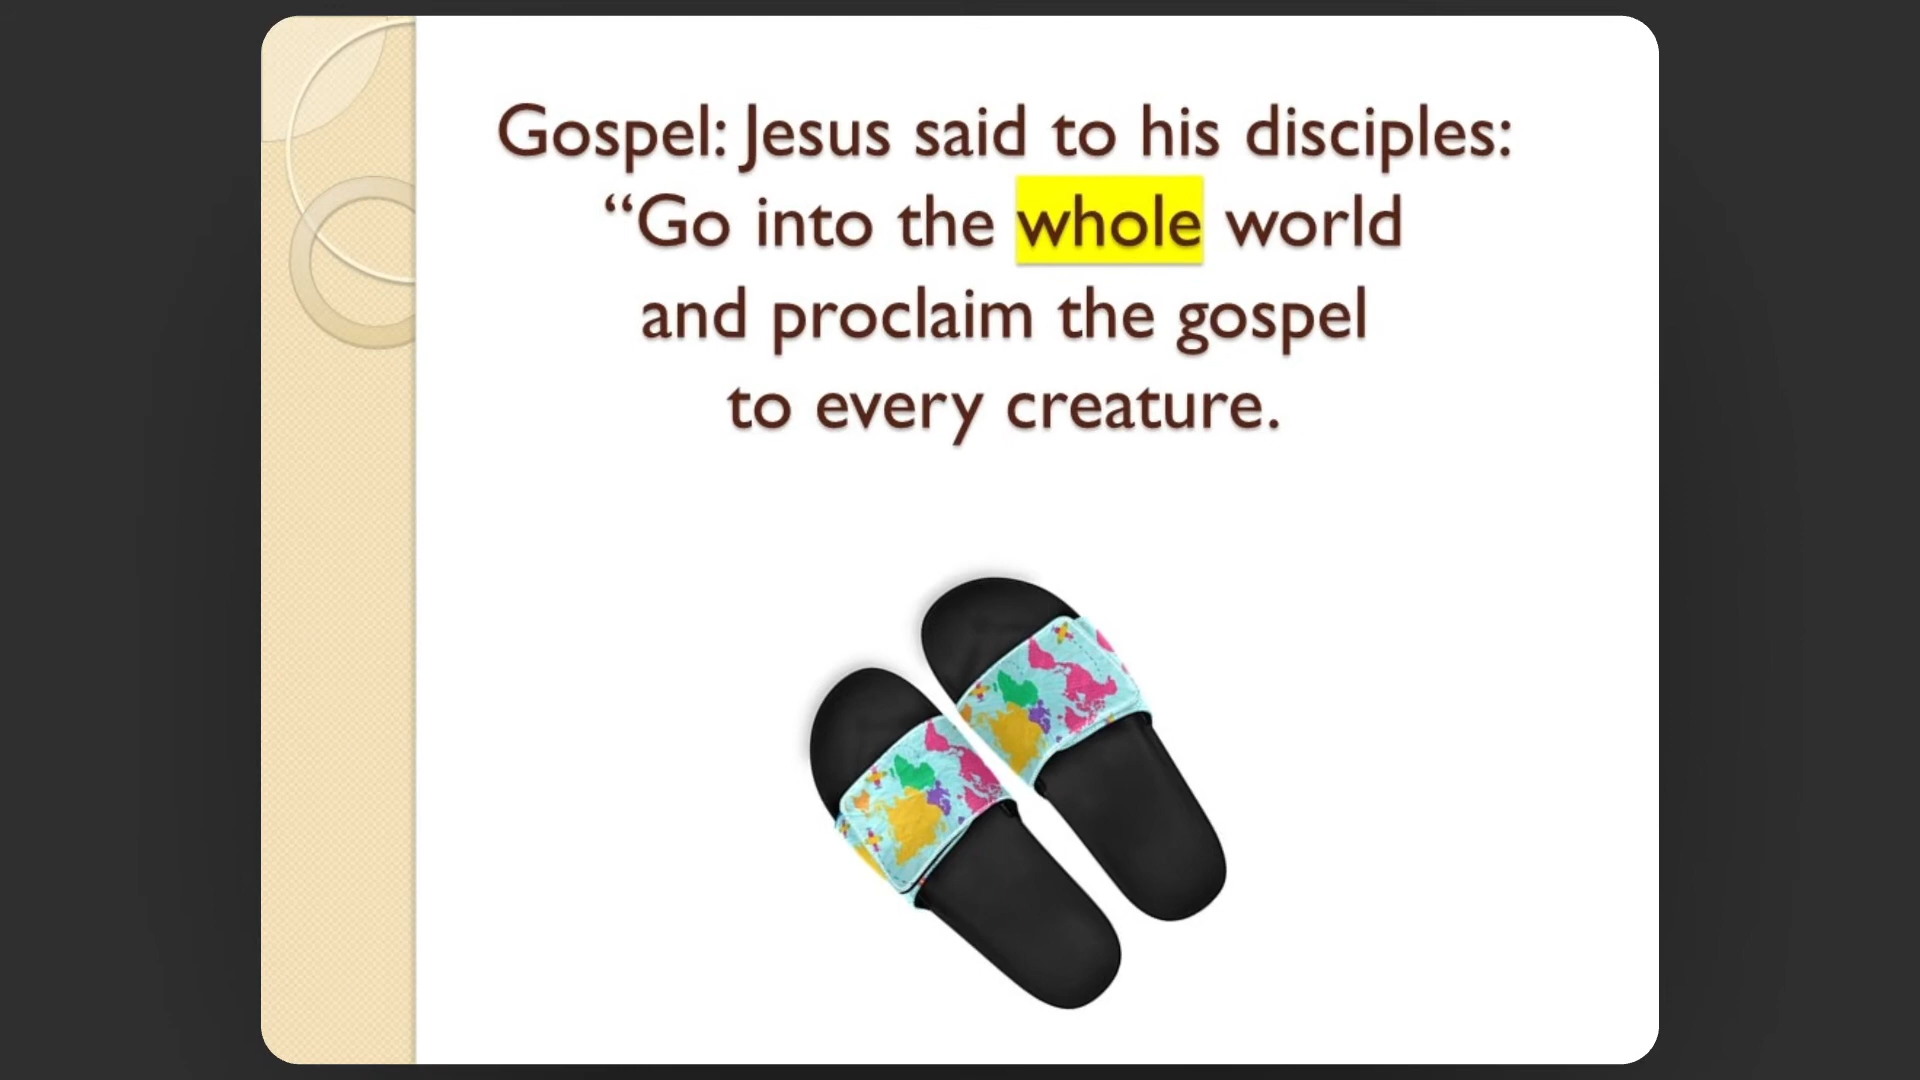 Gospel: Jesus said to his disciples:
“Go into the whole world
and proclaim the gospel
to every creature.